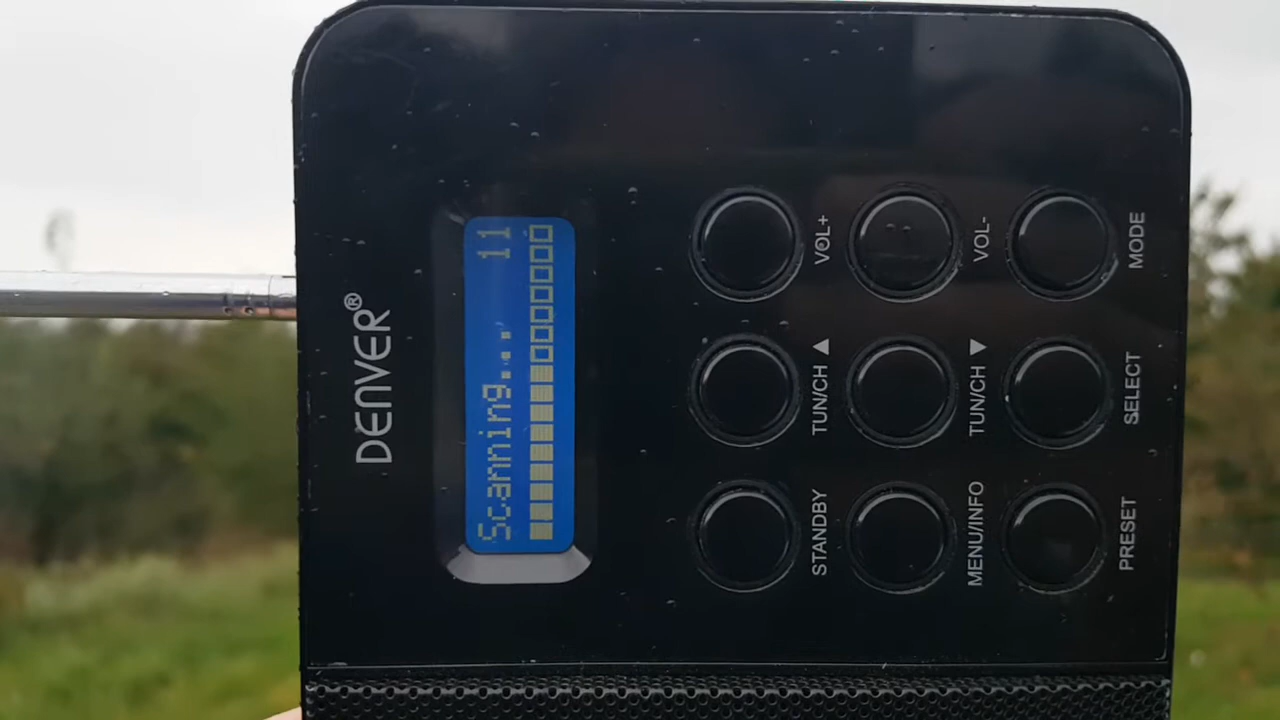 DENVER®
Scanning... 11
STANDBY
TUN/CH ▲
VOL+
MENU/INFO
TUN/CH ▼
VOL-
PRESET
SELECT
MODE